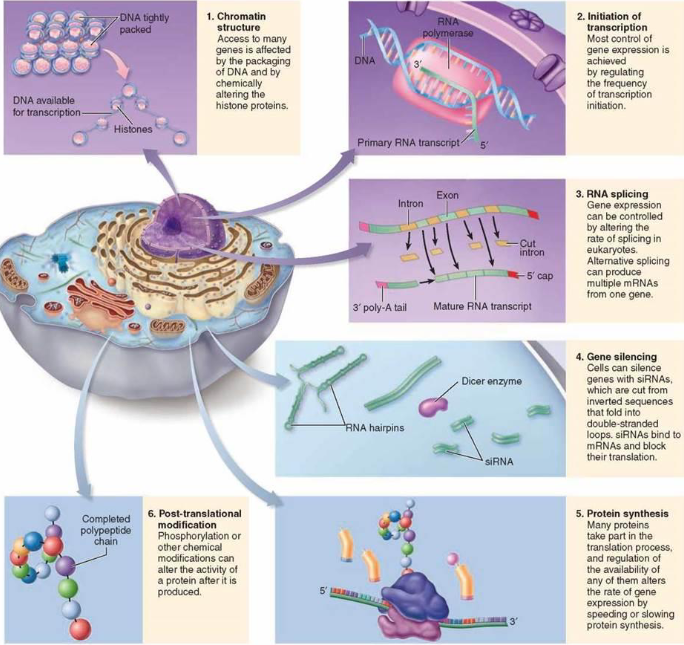 DNA tightly
packed
DNA available
for transcription
Histones
1. Chromatin
structure
Access to many
genes is affected
by the packaging
of DNA and by
chemically
altering the
histone proteins.
RNA
polymerase
DNA
3′
5′
Primary RNA transcript
2. Initiation of
transcription
Most control of
gene expression is
achieved
by regulating
the frequency
of transcription
initiation.
Intron
Exon
Cut
intron
5′ cap
3′ poly-A tail
Mature RNA transcript
3. RNA splicing
Gene expression
can be controlled
by altering the
rate of splicing in
eukaryotes.
Alternative splicing
can produce
multiple mRNAs
from one gene.
RNA hairpins
Dicer enzyme
siRNA
4. Gene silencing
Cells can silence
genes with siRNAs,
which are cut from
inverted sequences
that fold into
double-stranded
loops. siRNAs bind to
mRNAs and block
their translation.
Completed
polypeptide
chain
6. Post-translational
modification
Phosphorylation or
other chemical
modifications can
alter the activity of
a protein after it is
produced.
5′
3′
5. Protein synthesis
Many proteins
take part in the
translation process,
and regulation of
the availability of
any of them alters
the rate of gene
expression by
speeding or slowing
protein synthesis.